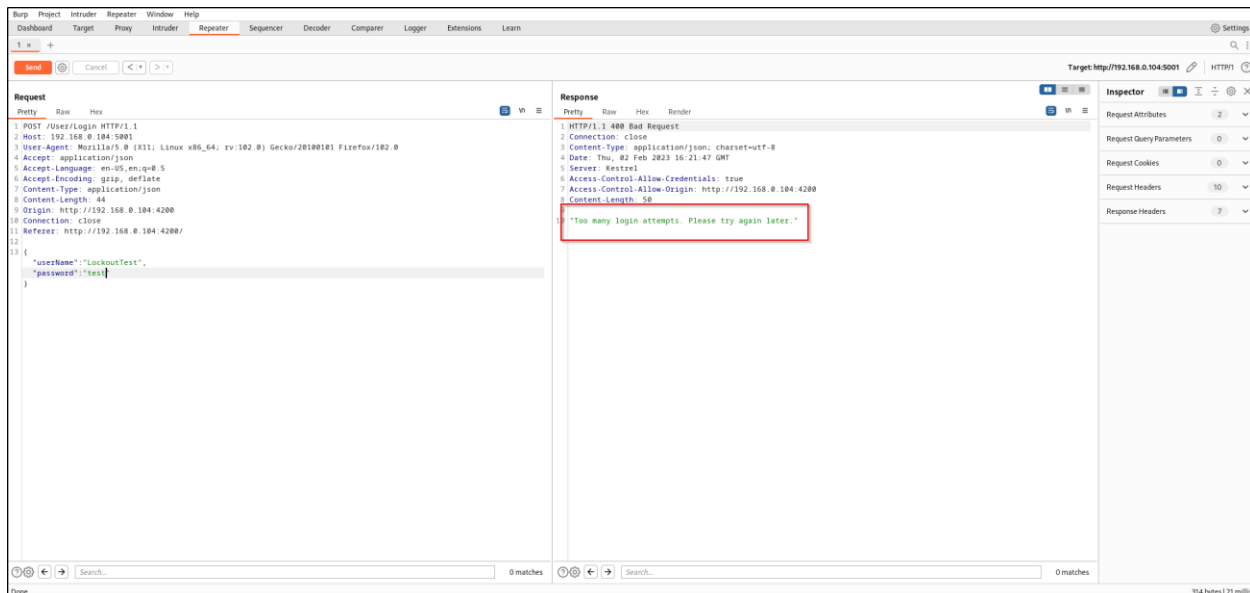 Burp Project Intruder Repeater Window Help
Dashboard Target Proxy Intruder Repeater Sequencer Decoder Comparer Logger Extensions Learn Settings
1 × +
Send Cancel < >
Target: http://192.168.0.104:5001 HTTP/1
Request
Pretty Raw Hex
1 POST /User/Login HTTP/1.1
2 Host: 192.168.0.104:5001
3 User-Agent: Mozilla/5.0 (X11; Linux x86_64; rv:102.0) Gecko/20100101 Firefox/102.0
4 Accept: application/json
5 Accept-Language: en-US,en;q=0.5
6 Accept-Encoding: gzip, deflate
7 Content-Type: application/json
8 Content-Length: 44
9 Origin: http://192.168.0.104:4200
10 Connection: close
11 Referer: http://192.168.0.104:4200/
12
13 {
"userName":"LockoutTest",
"password":"test"
}
Search... 0 matches
Response
Pretty Raw Hex Render
1 HTTP/1.1 400 Bad Request
2 Connection: close
3 Content-Type: application/json; charset=utf-8
4 Date: Thu, 02 Feb 2023 16:21:47 GMT
5 Server: Kestrel
6 Access-Control-Allow-Credentials: true
7 Access-Control-Allow-Origin: http://192.168.0.104:4200
8 Content-Length: 50
9
10 "Too many login attempts. Please try again later."
Search... 0 matches
Inspector
Request Attributes 2
Request Query Parameters 0
Request Cookies 0
Request Headers 10
Response Headers 7
Done
314 bytes | 21 milli